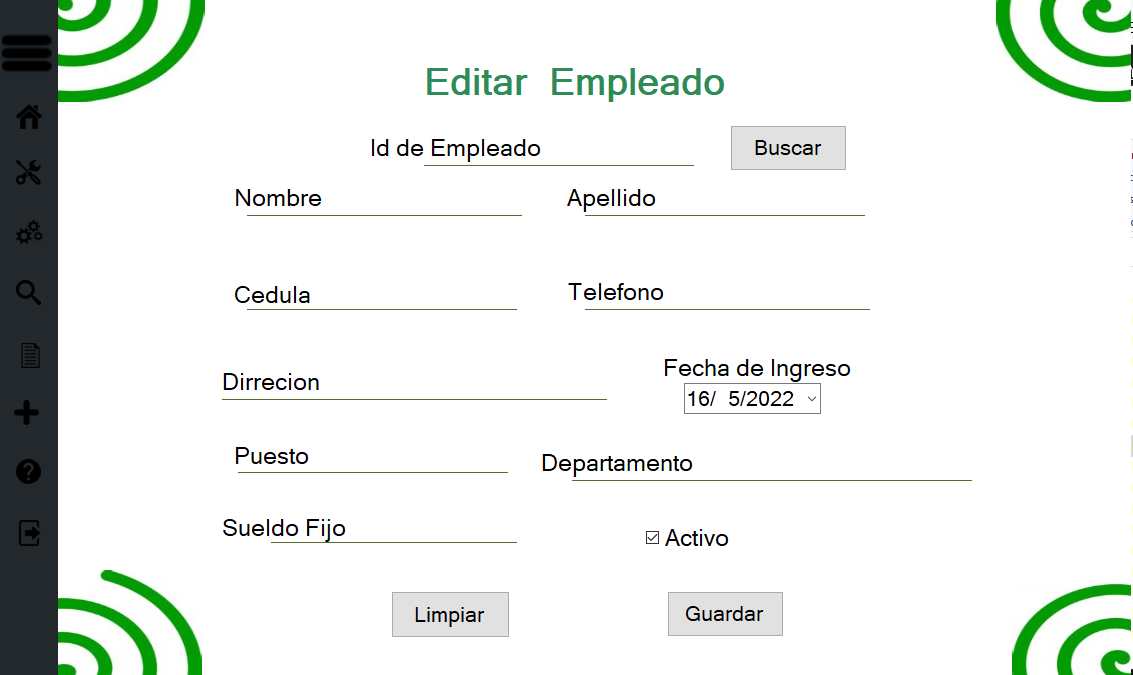 Editar Empleado
Id de Empleado Buscar
Nombre Apellido
Cedula Telefono
Dirrecion Fecha de Ingreso
16/ 5/2022
Puesto Departamento
Sueldo Fijo Activo
Limpiar Guardar